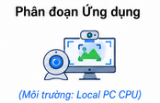 Phân đoạn Ứng dụng
(Môi trường: Local PC CPU)